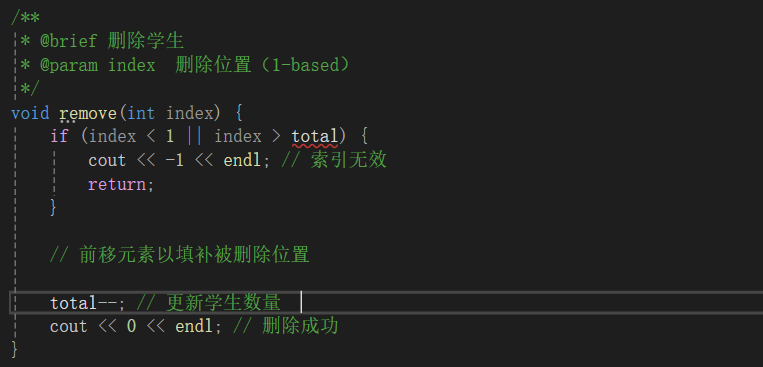 /**
* @brief 删除学生
* @param index  删除位置（1-based）
*/
void remove(int index) {
    if (index < 1 || index > total) {
        cout << -1 << endl; // 索引无效
        return;
    }

    // 前移元素以填补被删除位置

    total--; // 更新学生数量
    cout << 0 << endl; // 删除成功
}